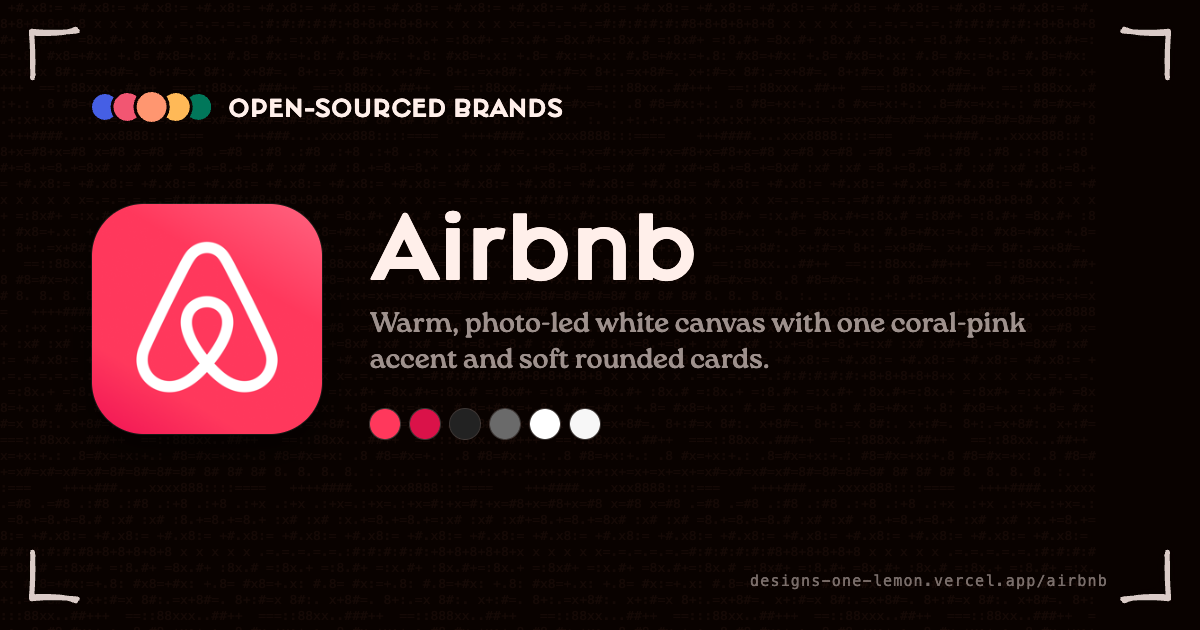 OPEN-SOURCED BRANDS
Airbnb
Warm, photo-led white canvas with one coral-pink
accent and soft rounded cards.
designs-one-lemon.vercel.app/airbnb